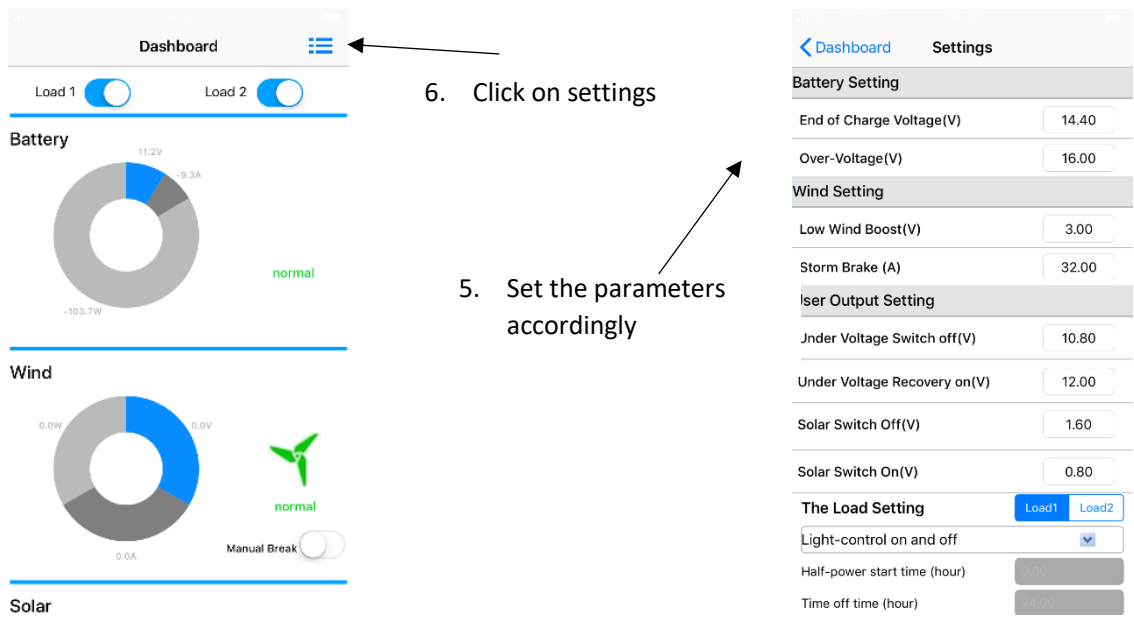 Dashboard
Load 1
Load 2
Battery
11.2V
-9.3A
normal
-103.7W
Wind
0.0W
0.0V
normal
0.0A
Manual Break
Solar
6. Click on settings
5. Set the parameters
accordingly
Dashboard Settings
Battery Setting
End of Charge Voltage(V) 14.40
Over-Voltage(V) 16.00
Wind Setting
Low Wind Boost(V) 3.00
Storm Brake (A) 32.00
User Output Setting
Under Voltage Switch off(V) 10.80
Under Voltage Recovery on(V) 12.00
Solar Switch Off(V) 1.60
Solar Switch On(V) 0.80
The Load Setting Load1 Load2
Light-control on and off
Half-power start time (hour)
Time off time (hour) 24.00